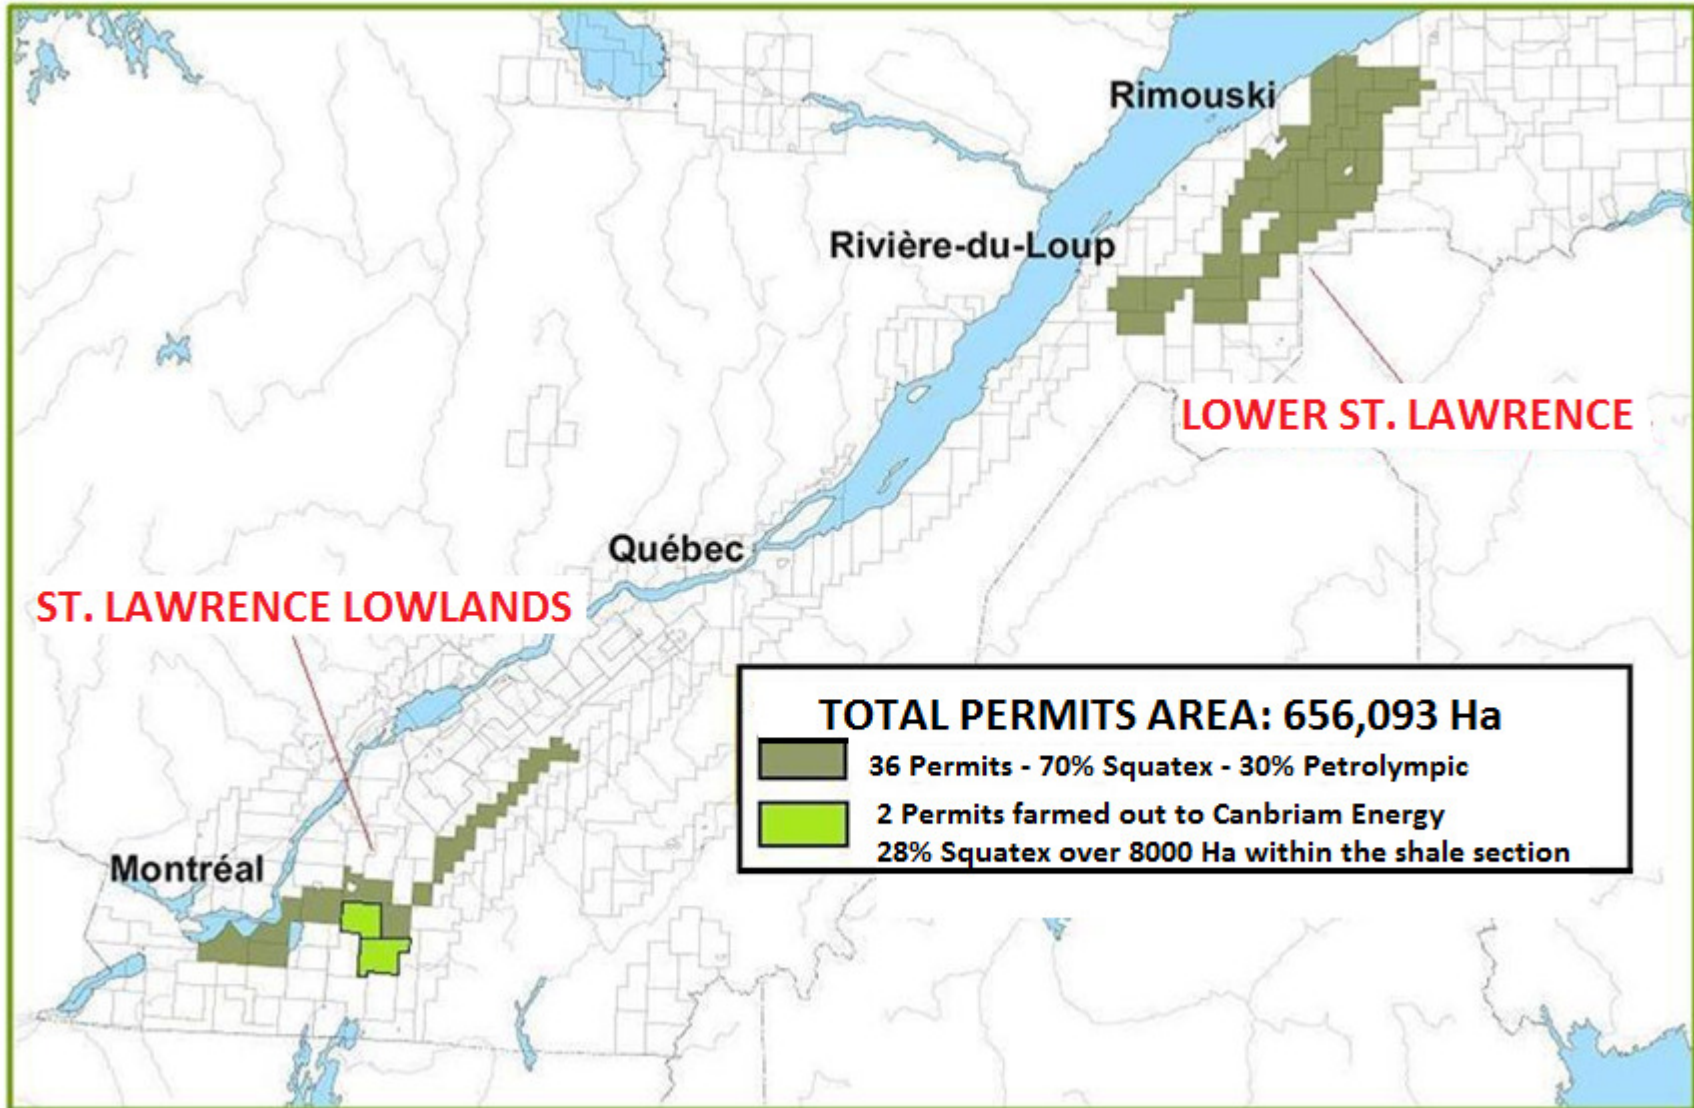 Rimouski
Rivière-du-Loup
LOWER ST. LAWRENCE
Québec
ST. LAWRENCE LOWLANDS
Montréal
TOTAL PERMITS AREA: 656,093 Ha
36 Permits - 70% Squatex - 30% Petrolympic
2 Permits farmed out to Canbriam Energy
28% Squatex over 8000 Ha within the shale section